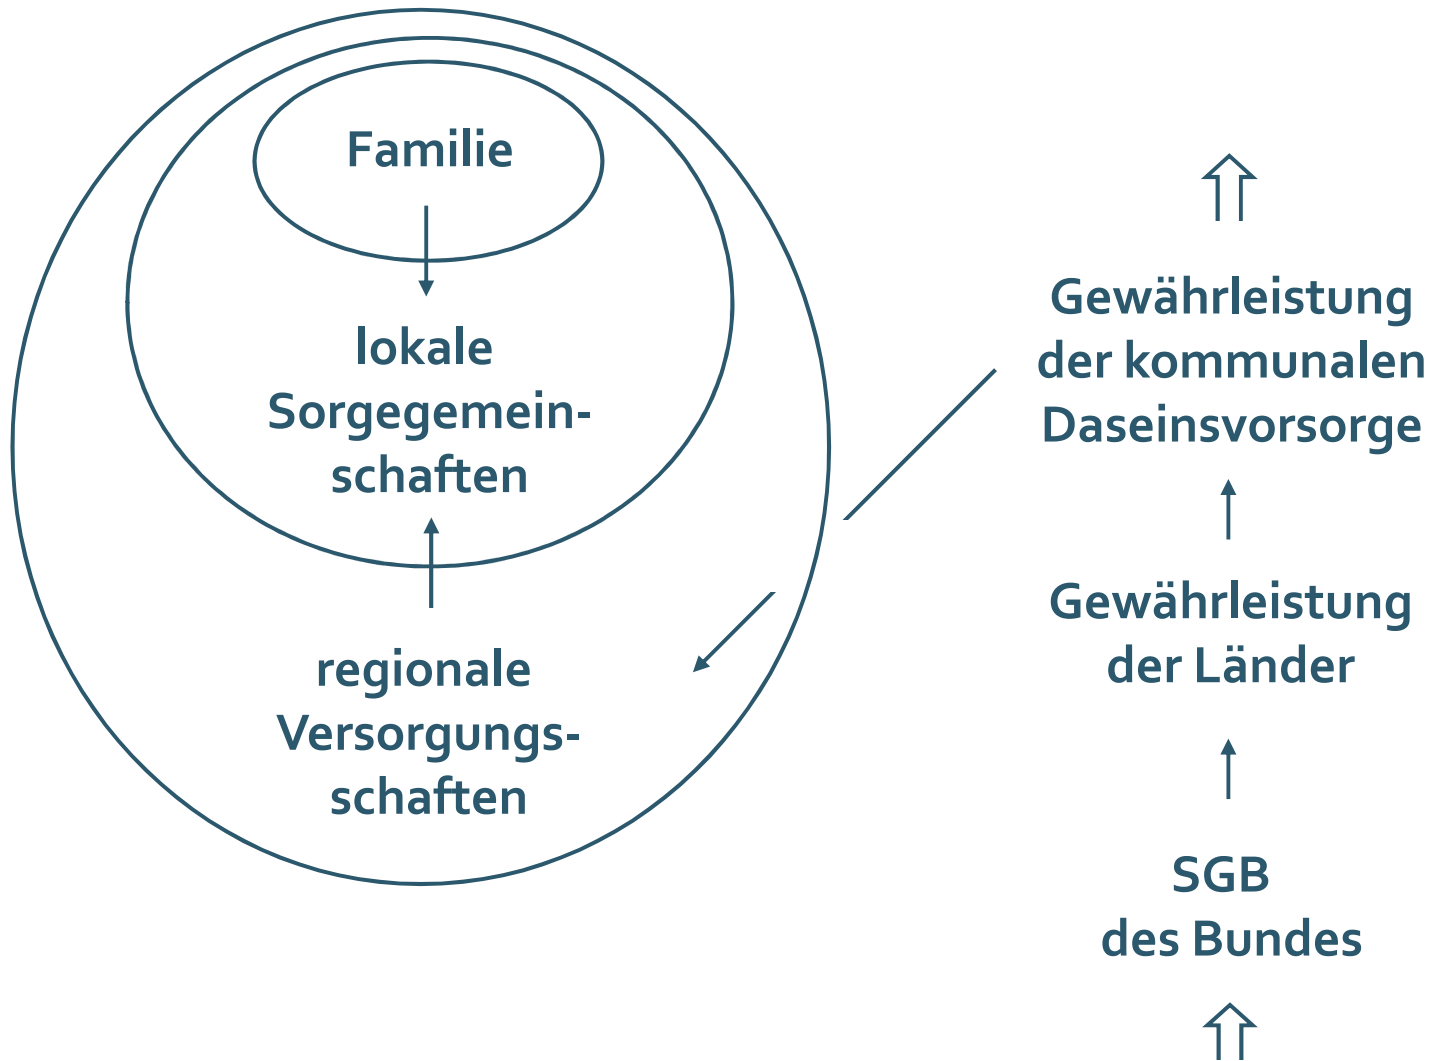 Familie
lokale
Sorgegemein-
schaften
regionale
Versorgungs-
schaften
Gewährleistung
der kommunalen
Daseinsvorsorge
Gewährleistung
der Länder
SGB
des Bundes